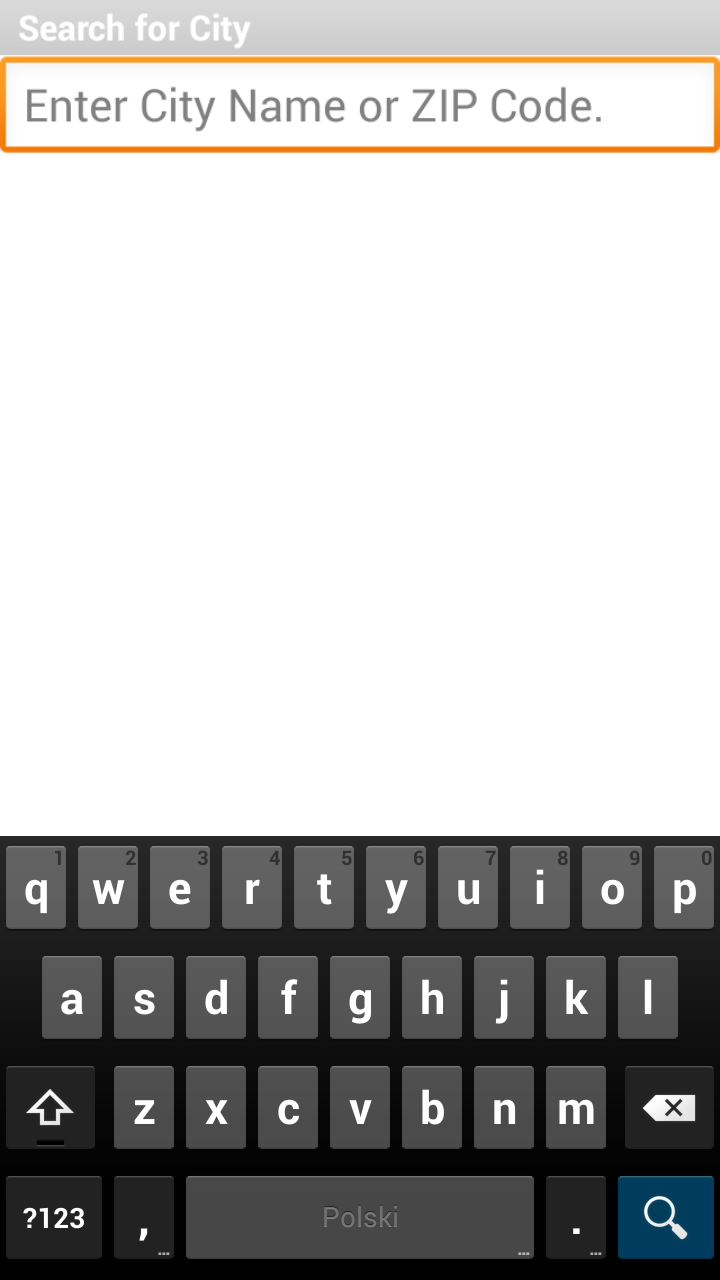 Search for City
Enter City Name or ZIP Code.
1 2 3 4 5 6 7 8 9 0
q w e r t y u i o p
a s d f g h j k l
z x c v b n m
?123 , ... Polski ... . ...